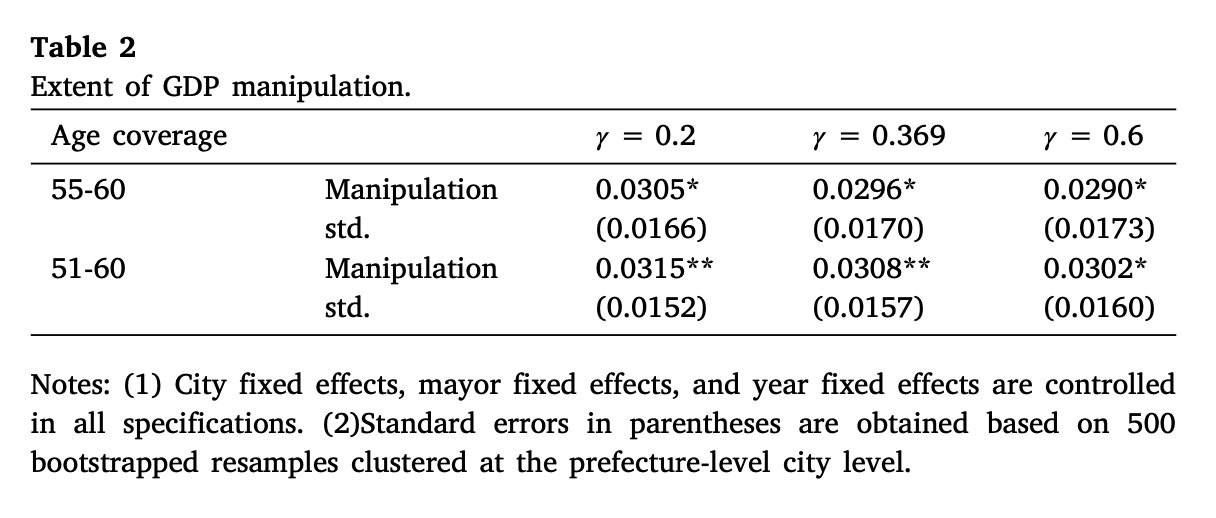 Table 2
Extent of GDP manipulation.
Age coverage γ = 0.2 γ = 0.369 γ = 0.6
55-60 Manipulation 0.0305* 0.0296* 0.0290*
std. (0.0166) (0.0170) (0.0173)
51-60 Manipulation 0.0315** 0.0308** 0.0302*
std. (0.0152) (0.0157) (0.0160)
Notes: (1) City fixed effects, mayor fixed effects, and year fixed effects are controlled
in all specifications. (2)Standard errors in parentheses are obtained based on 500
bootstrapped resamples clustered at the prefecture-level city level.